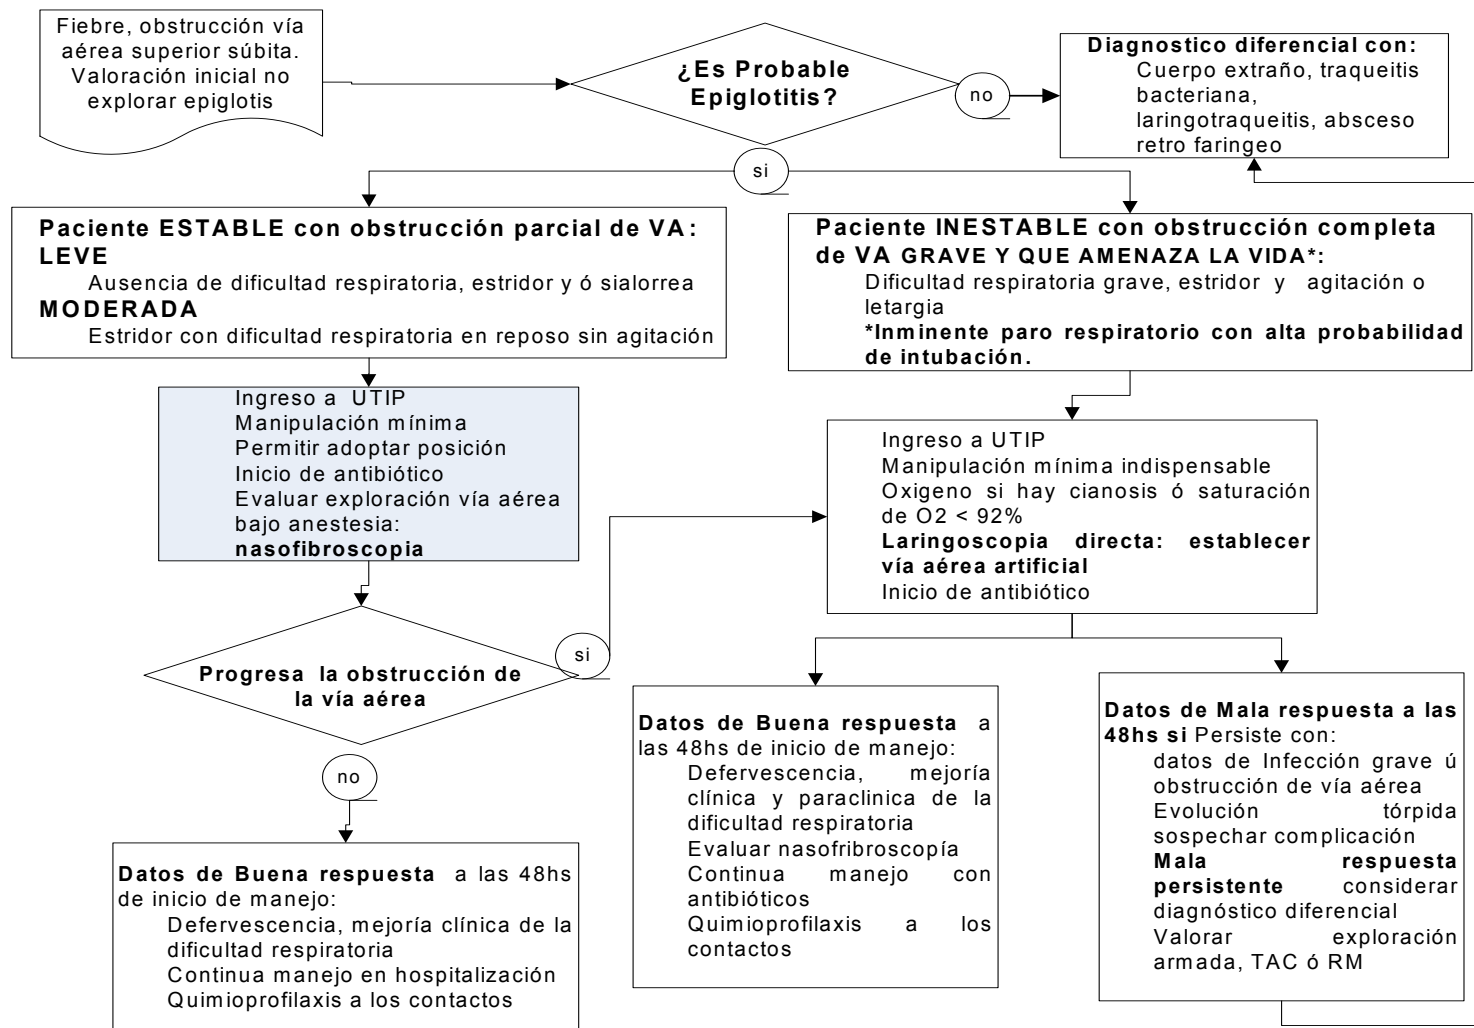 Fiebre, obstrucción vía
aérea superior súbita.
Valoración inicial no
explorar epiglotis
¿Es Probable
Epiglotitis?
no
Diagnostico diferencial con:
Cuerpo extraño, traqueitis
bacteriana,
laringotraqueitis, absceso
retro faringeo
si
Paciente ESTABLE con obstrucción parcial de VA:
LEVE
Ausencia de dificultad respiratoria, estridor y ó sialorrea
MODERADA
Estridor con dificultad respiratoria en reposo sin agitación
Paciente INESTABLE con obstrucción completa
de VA GRAVE Y QUE AMENAZA LA VIDA*:
Dificultad respiratoria grave, estridor y agitación o
letargia
*Inminente paro respiratorio con alta probabilidad
de intubación.
Ingreso a UTIP
Manipulación mínima
Permitir adoptar posición
Inicio de antibiótico
Evaluar exploración vía aérea
bajo anestesia:
nasofibroscopia
Ingreso a UTIP
Manipulación mínima indispensable
Oxigeno si hay cianosis ó saturación
de O2 < 92%
Laringoscopia directa: establecer
vía aérea artificial
Inicio de antibiótico
Progresa la obstrucción de
la vía aérea
si
no
Datos de Buena respuesta a las 48hs
de inicio de manejo:
Defervescencia, mejoría clínica de la
dificultad respiratoria
Continua manejo en hospitalización
Quimioprofilaxis a los contactos
Datos de Buena respuesta a
las 48hs de inicio de manejo:
Defervescencia, mejoría
clínica y paraclinica de la
dificultad respiratoria
Evaluar nasofribroscopía
Continua manejo con
antibióticos
Quimioprofilaxis a los
contactos
Datos de Mala respuesta a las
48hs si Persiste con:
datos de Infección grave ú
obstrucción de vía aérea
Evolución tórpida
sospechar complicación
Mala respuesta
persistente considerar
diagnóstico diferencial
Valorar exploración
armada, TAC ó RM